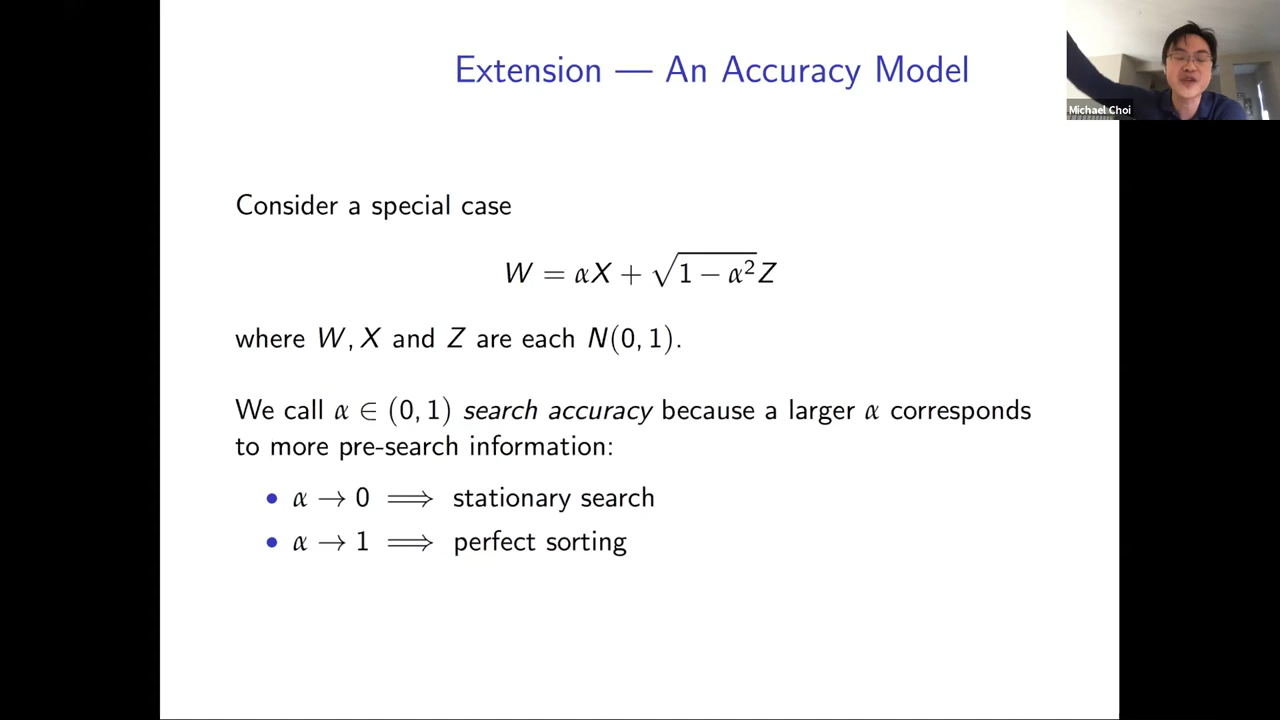 Extension — An Accuracy Model
Michael Choi
Consider a special case
W = αX + √1 − α² Z
where W, X and Z are each N(0, 1).
We call α ∈ (0, 1) search accuracy because a larger α corresponds
to more pre-search information:
• α → 0 ⟹ stationary search
• α → 1 ⟹ perfect sorting